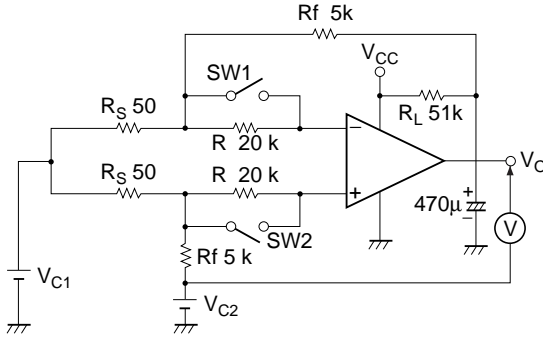 Rf 5k
VCC
SW1
RS 50
R 20 k
RL 51k
−
VO
RS 50
R 20 k
+
470μ
+
−
V
SW2
Rf 5 k
VC1
VC2